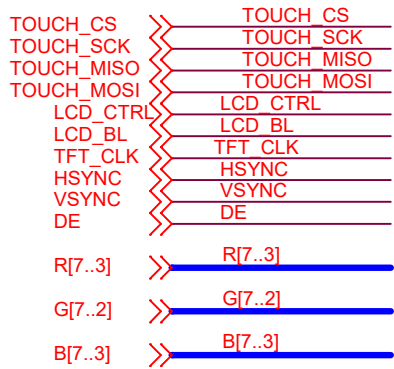 TOUCH_CS TOUCH_CS
TOUCH_SCK TOUCH_SCK
TOUCH_MISO TOUCH_MISO
TOUCH_MOSI TOUCH_MOSI
LCD_CTRL LCD_CTRL
LCD_BL LCD_BL
TFT_CLK TFT_CLK
HSYNC HSYNC
VSYNC VSYNC
DE DE
R[7..3] R[7..3]
G[7..2] G[7..2]
B[7..3] B[7..3]